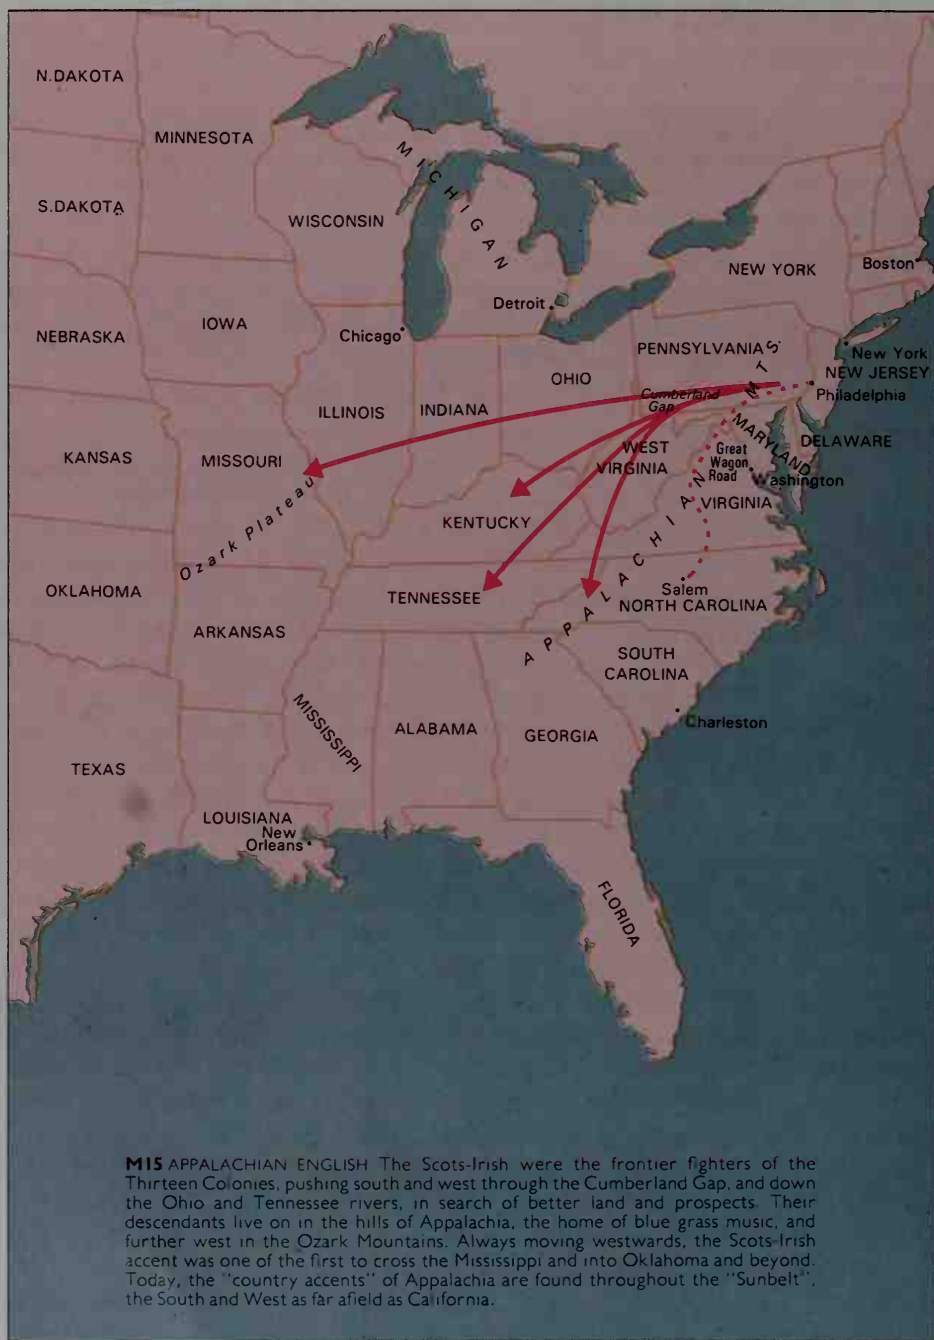 N.DAKOTA
MINNESOTA
MICHIGAN
S.DAKOTA
WISCONSIN
NEW YORK
Boston
Detroit
NEBRASKA
IOWA
Chicago
PENNSYLVANIA
New York
NEW JERSEY
OHIO
Cumberland
Gap
Philadelphia
ILLINOIS
INDIANA
MARYLAND
DELAWARE
KANSAS
MISSOURI
WEST
VIRGINIA
Great
Wagon
Road
Washington
VIRGINIA
Ozark Plateau
KENTUCKY
APPALACHIAN MTS.
OKLAHOMA
TENNESSEE
Salem
NORTH CAROLINA
ARKANSAS
SOUTH
CAROLINA
MISSISSIPPI
ALABAMA
GEORGIA
Charleston
TEXAS
LOUISIANA
New
Orleans
FLORIDA
M15 APPALACHIAN ENGLISH The Scots-Irish were the frontier fighters of the
Thirteen Colonies, pushing south and west through the Cumberland Gap, and down
the Ohio and Tennessee rivers, in search of better land and prospects. Their
descendants live on in the hills of Appalachia, the home of blue grass music, and
further west in the Ozark Mountains. Always moving westwards, the Scots-Irish
accent was one of the first to cross the Mississippi and into Oklahoma and beyond.
Today, the "country accents" of Appalachia are found throughout the "Sunbelt",
the South and West as far afield as California.